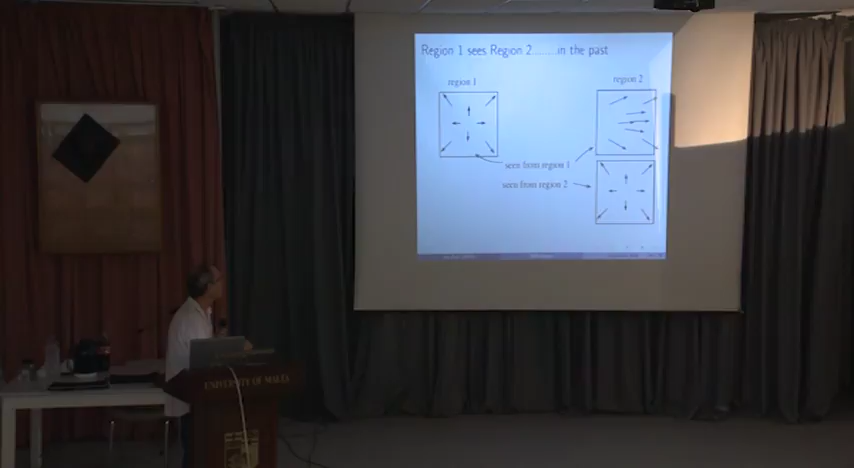 Region 1 sees Region 2........in the past
region 1
region 2
seen from region 1
seen from region 2
UNIVERSITY OF MALTA